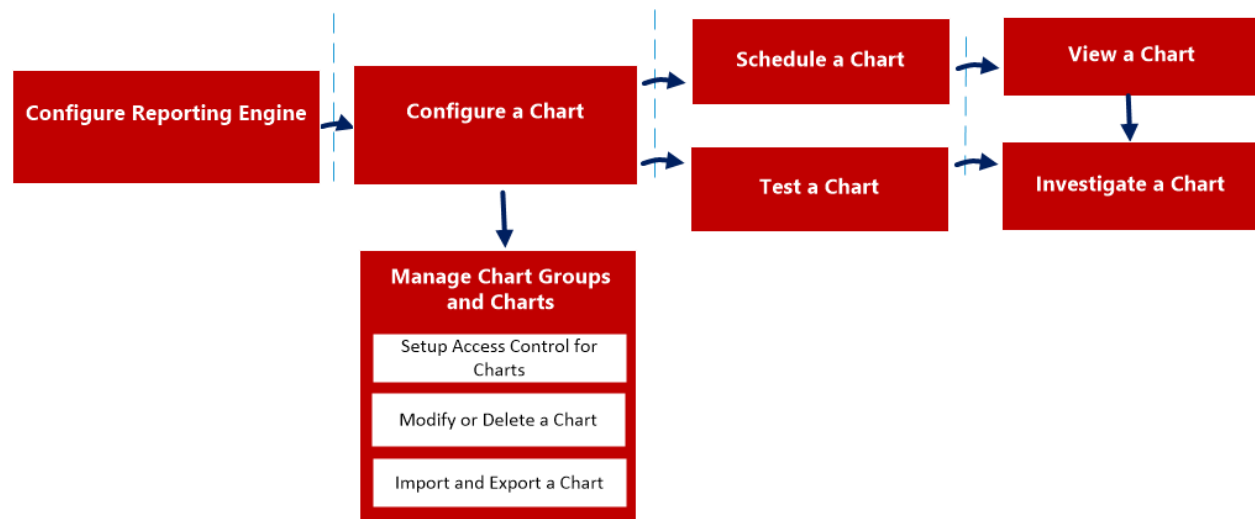 Configure Reporting Engine
Configure a Chart
Schedule a Chart
View a Chart
Test a Chart
Investigate a Chart
Manage Chart Groups
and Charts
Setup Access Control for
Charts
Modify or Delete a Chart
Import and Export a Chart